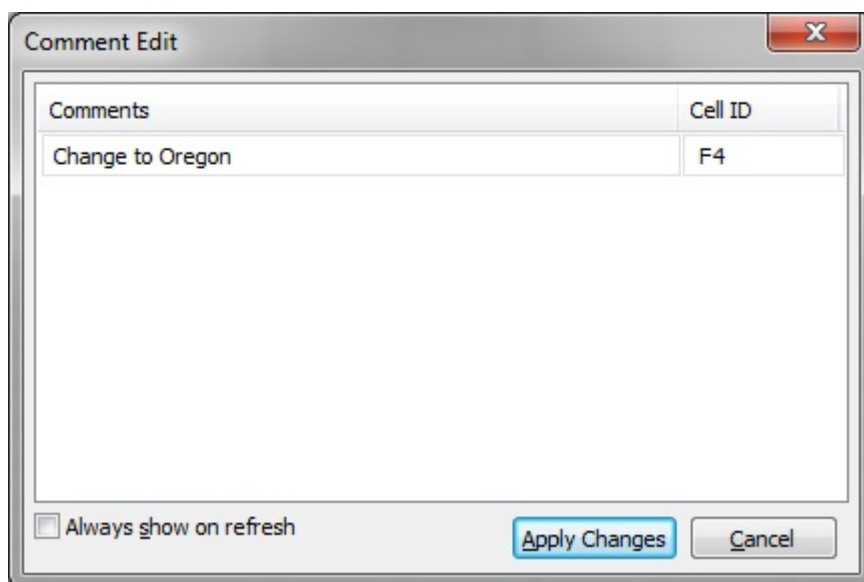 Comment Edit
Comments Cell ID
Change to Oregon F4
Always show on refresh Apply Changes Cancel